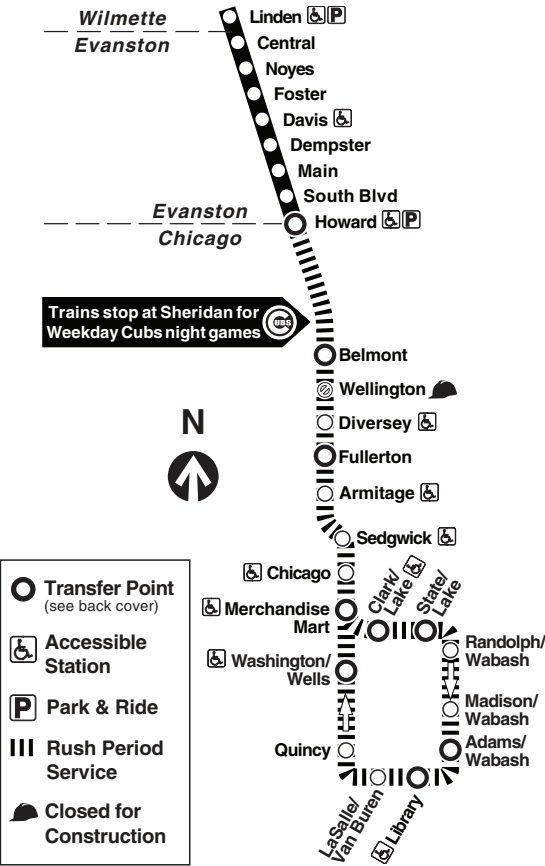 Wilmette
Evanston
Linden P
Central
Noyes
Foster
Davis
Dempster
Main
South Blvd
Evanston
Chicago
Howard P
Trains stop at Sheridan for
Weekday Cubs night games
CUBS
Belmont
Wellington
Diversey
N
Fullerton
Armitage
Sedgwick
Chicago
Clark/
Lake
State/
Lake
Merchandise
Mart
Randolph/
Wabash
Washington/
Wells
Madison/
Wabash
Quincy
Adams/
Wabash
LaSalle/
Van Buren
Library
Transfer Point
(see back cover)
Accessible
Station
P Park & Ride
Rush Period
Service
Closed for
Construction